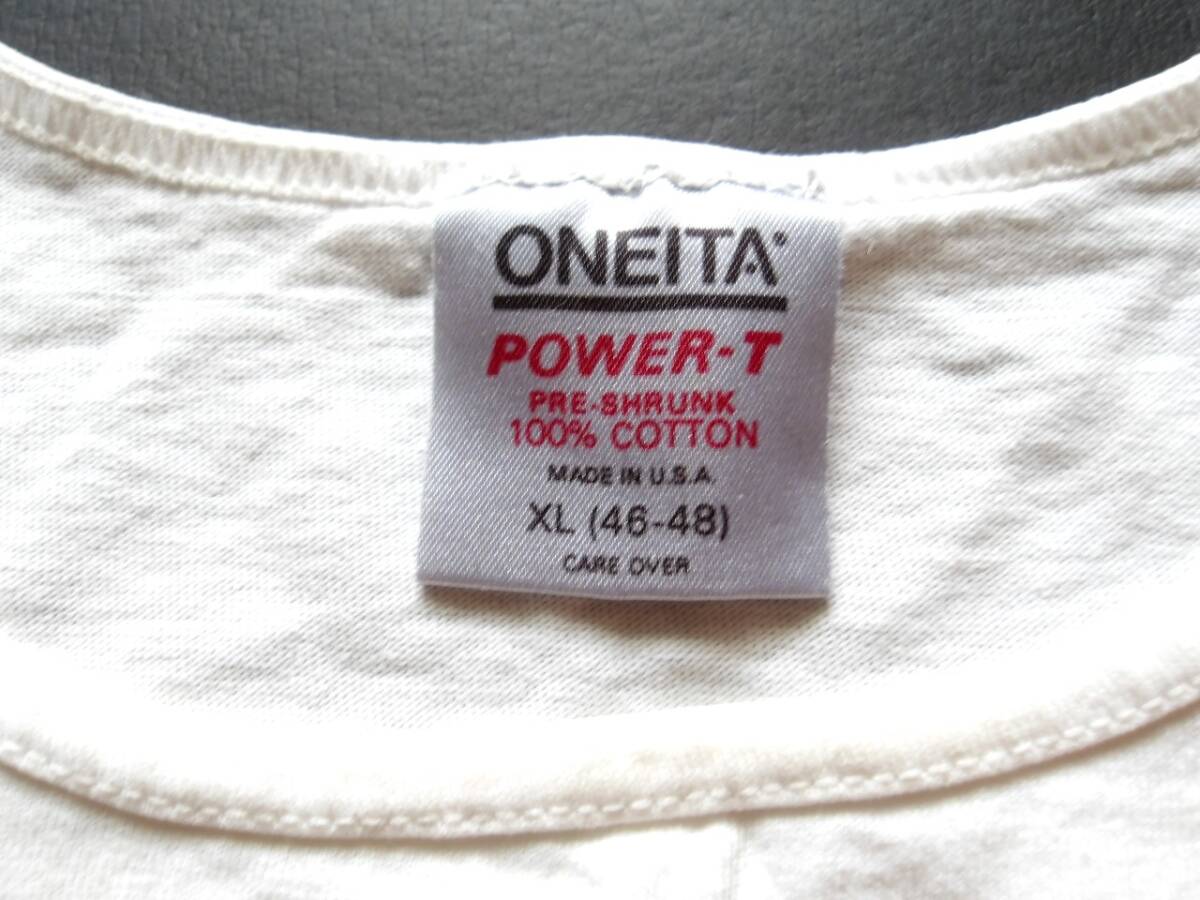 ONEITA
POWER-T
PRE-SHRUNK
100% COTTON
MADE IN U.S.A.
XL (46-48)
CARE OVER